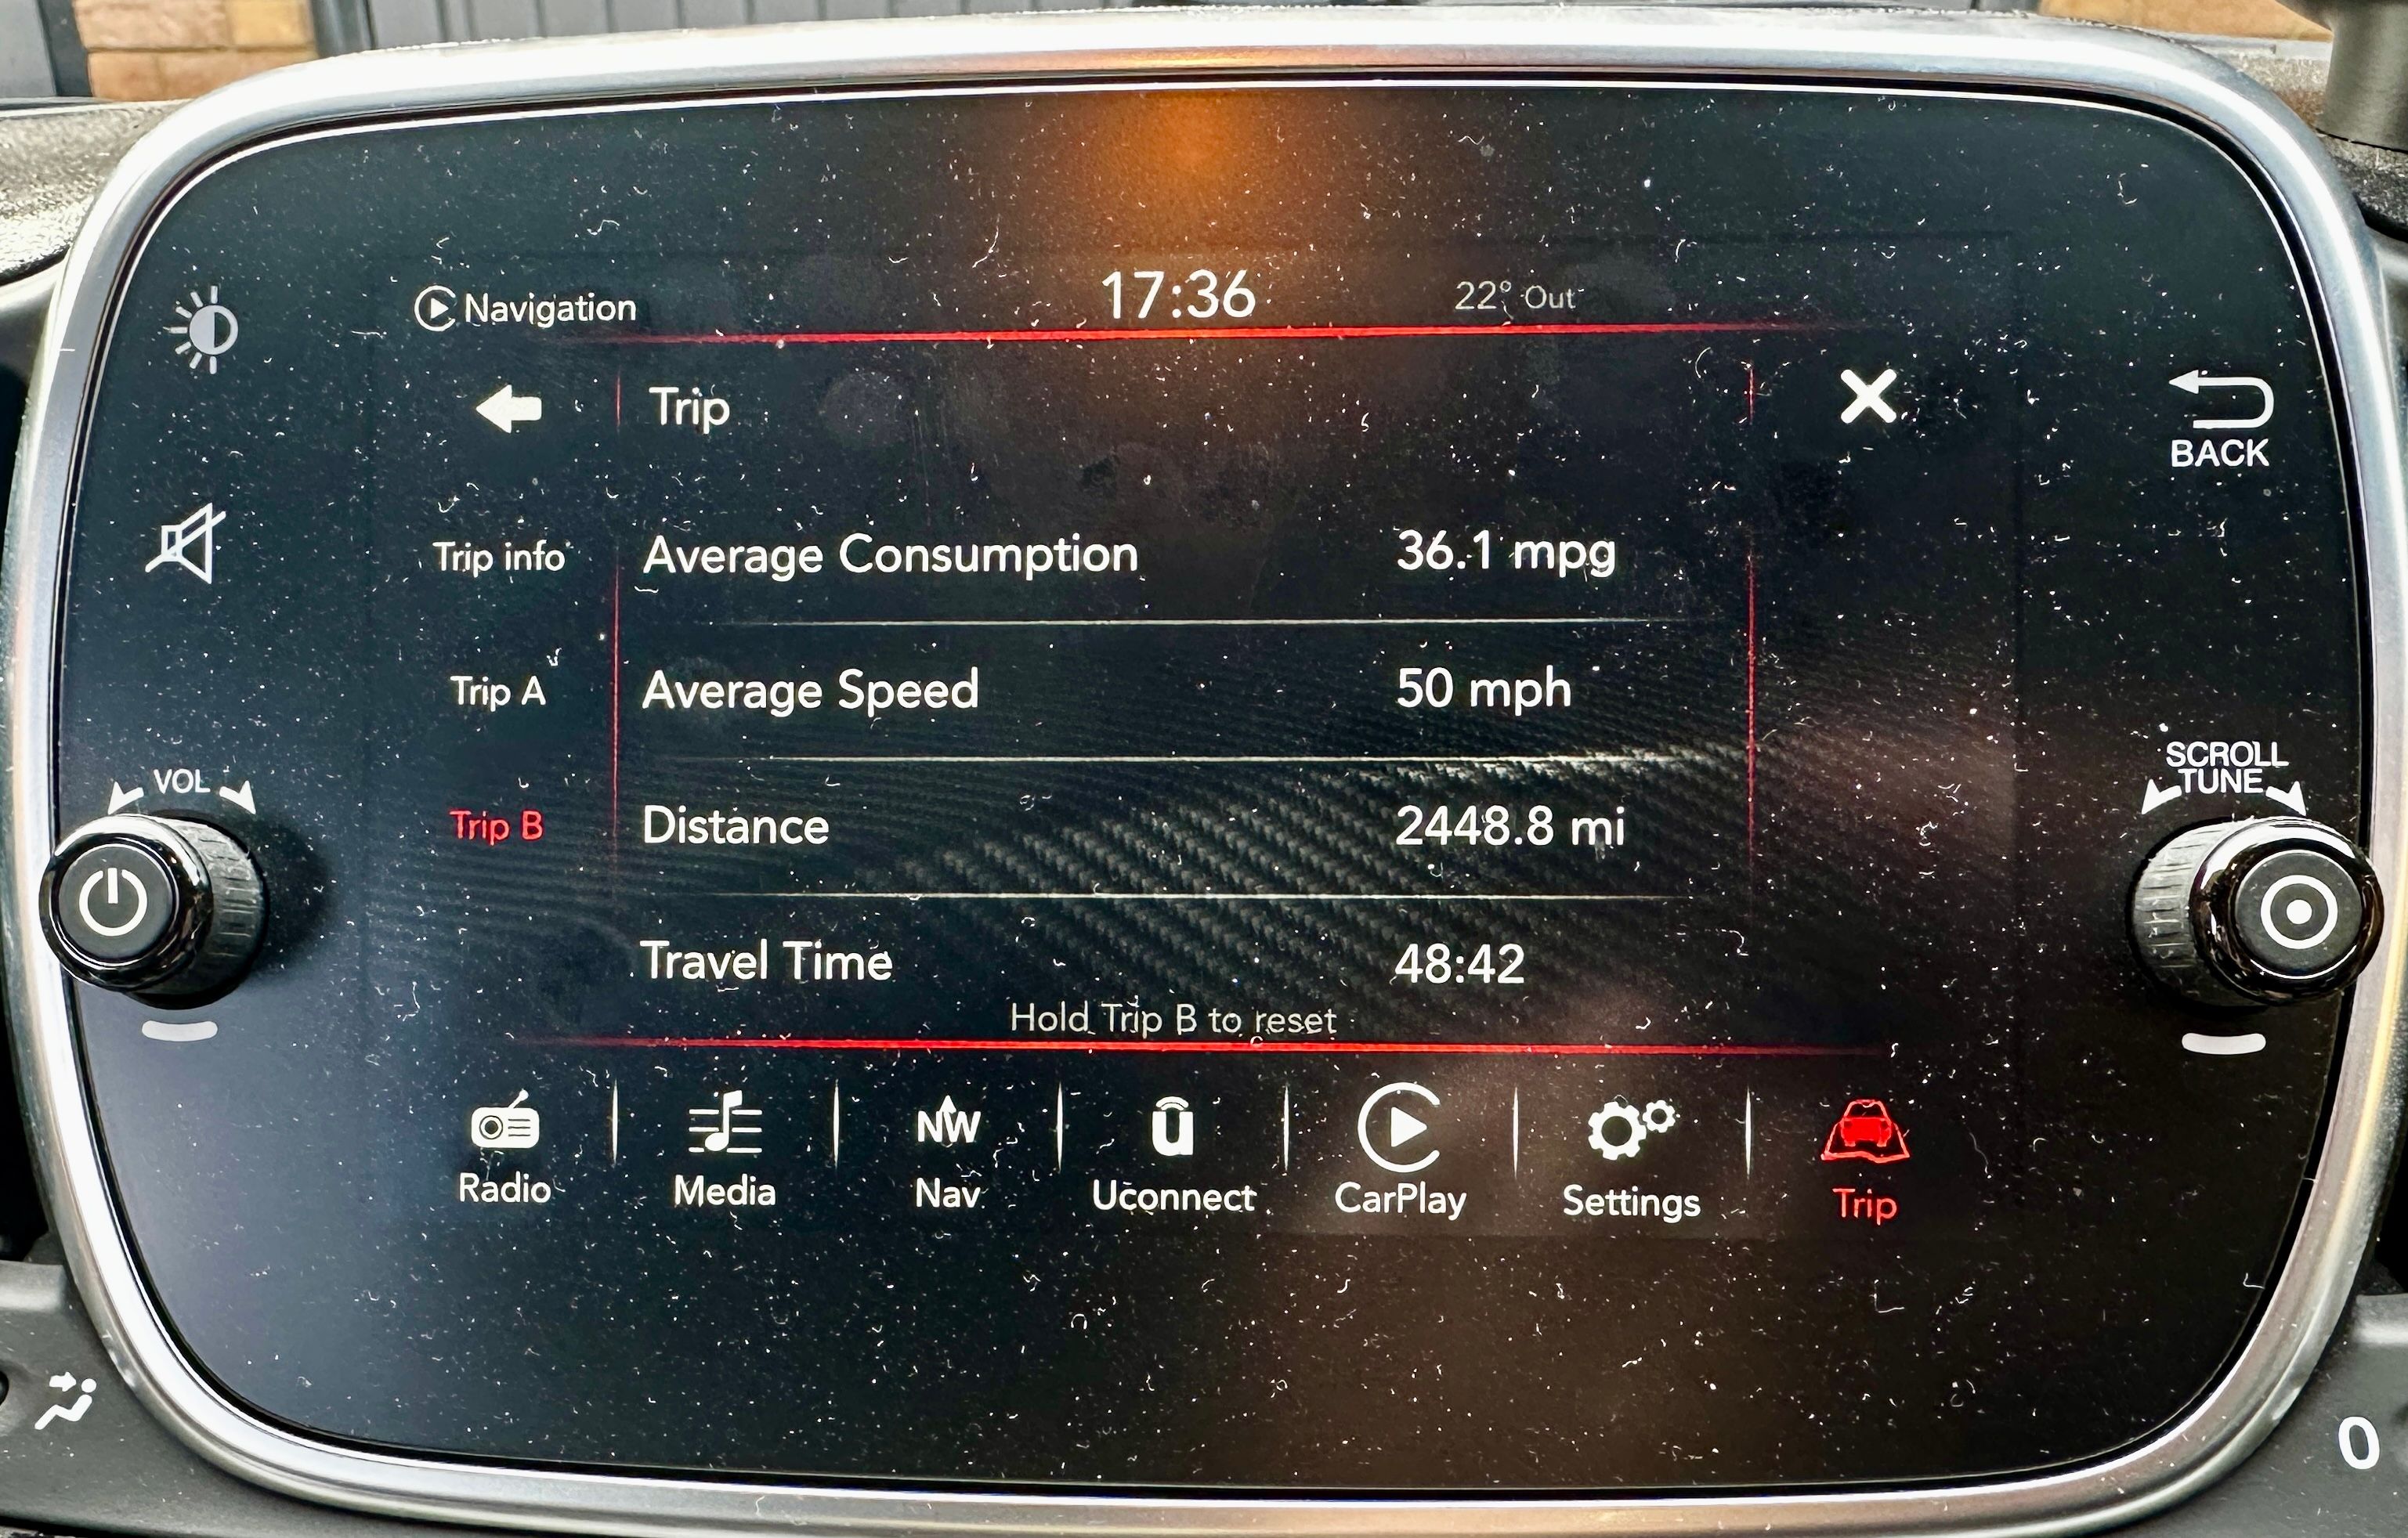 Navigation 17:36 22° Out
Trip
BACK
Trip info Average Consumption 36.1 mpg
Trip A Average Speed 50 mph
VOL
SCROLL
TUNE
Trip B Distance 2448.8 mi
Travel Time 48:42
Hold Trip B to reset
NW
Radio Media Nav Uconnect CarPlay Settings Trip
0